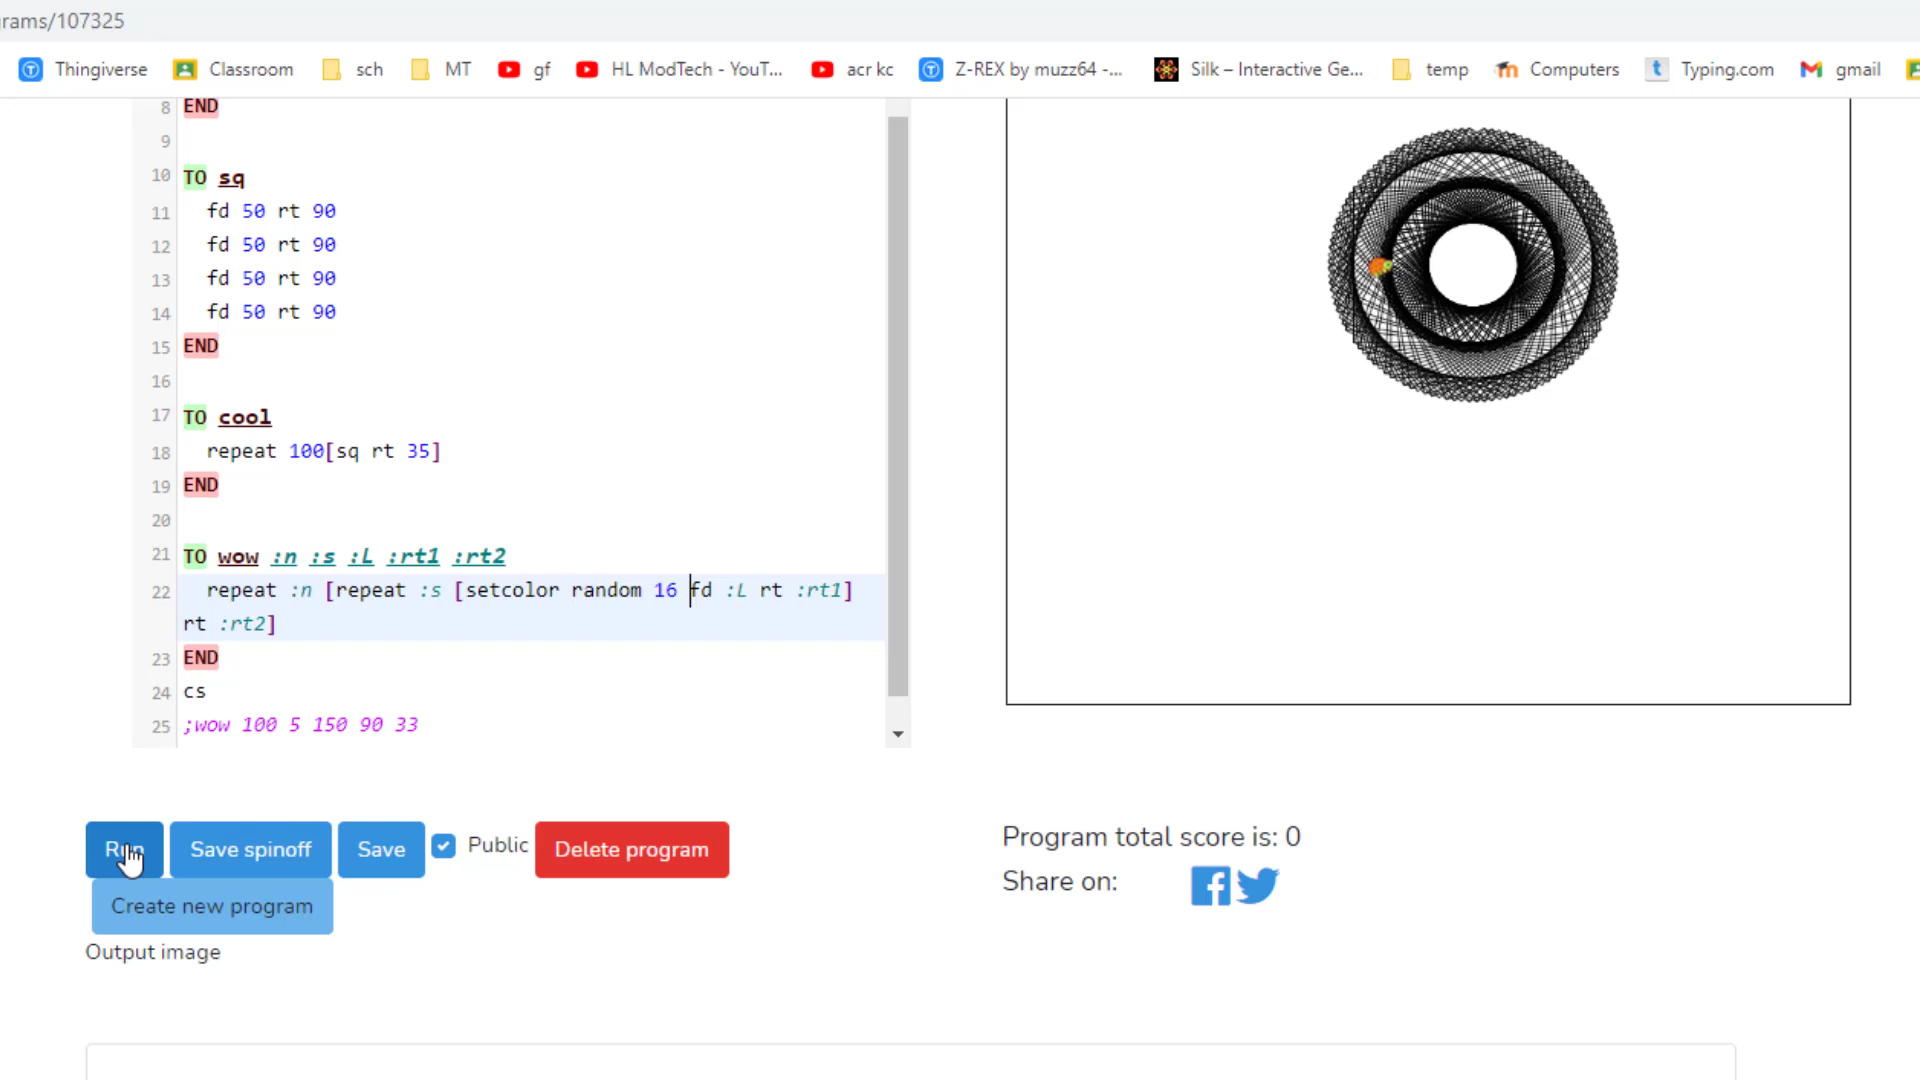 rams/107325
Thingiverse Classroom sch MT gf HL ModTech - YouT... acr kc Z-REX by muzz64 -... Silk – Interactive Ge... temp Computers Typing.com gmail
8 END
9
10 TO sq
11 fd 50 rt 90
12 fd 50 rt 90
13 fd 50 rt 90
14 fd 50 rt 90
15 END
16
17 TO cool
18 repeat 100[sq rt 35]
19 END
20
21 TO wow :n :s :L :rt1 :rt2
22 repeat :n [repeat :s [setcolor random 16 fd :L rt :rt1]
rt :rt2]
23 END
24 cs
25 ;wow 100 5 150 90 33
Run Save spinoff Save Public Delete program
Create new program
Output image
Program total score is: 0
Share on: